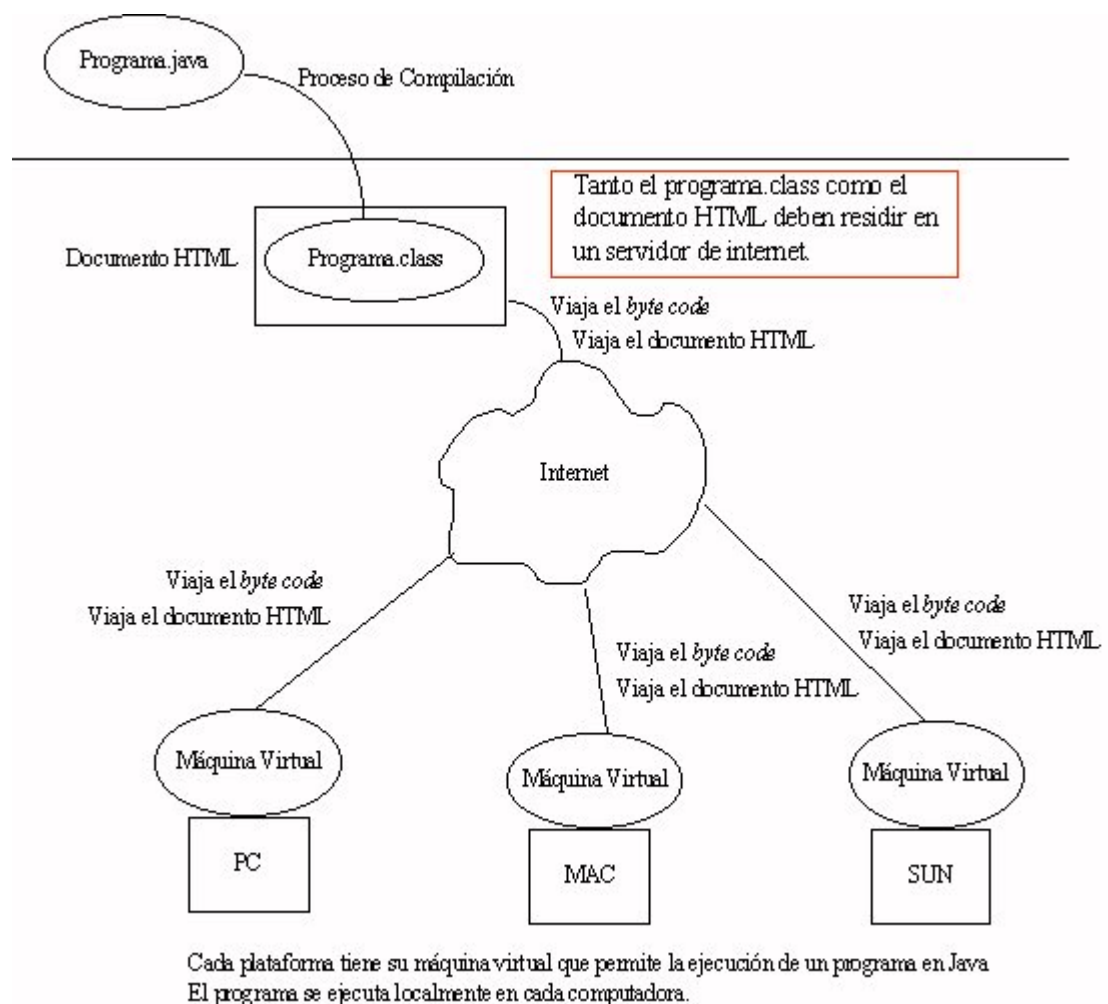 Programa.java
Proceso de Compilación
Tanto el programa.class como el
documento HTML deben residir en
un servidor de internet.
Documento HTML
Programa.class
Viaja el byte code
Viaja el documento HTML
Internet
Viaja el byte code
Viaja el documento HTML
Viaja el byte code
Viaja el documento HTML
Viaja el byte code
Viaja el documento HTML
Máquina Virtual
Máquina Virtual
Máquina Virtual
PC
MAC
SUN
Cada plataforma tiene su máquina virtual que permite la ejecución de un programa en Java
El programa se ejecuta localmente en cada computadora.